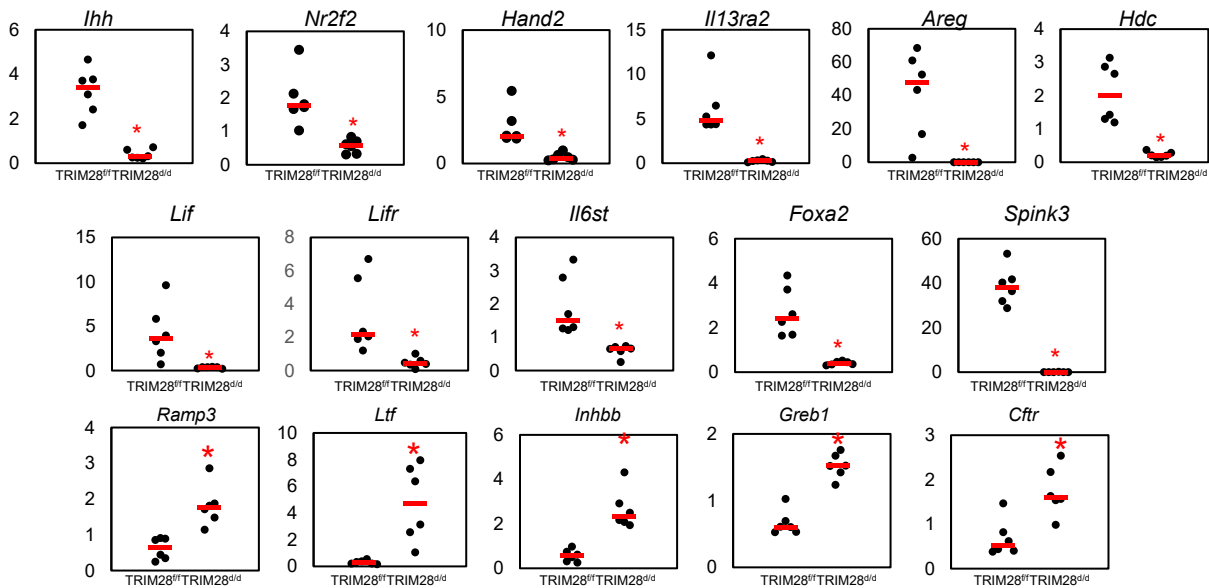 Ihh Nr2f2 Hand2 Il13ra2 Areg Hdc
6 4 2 0 * TRIM28f/f TRIM28d/d
4 3 2 1 0 * TRIM28f/f TRIM28d/d
10 5 0 * TRIM28f/f TRIM28d/d
15 10 5 0 * TRIM28f/f TRIM28d/d
80 60 40 20 0 * TRIM28f/f TRIM28d/d
4 3 2 1 0 * TRIM28f/f TRIM28d/d
Lif Lifr Il6st Foxa2 Spink3
15 10 5 0 * TRIM28f/f TRIM28d/d
8 6 4 2 0 * TRIM28f/f TRIM28d/d
4 3 2 1 0 * TRIM28f/f TRIM28d/d
6 4 2 0 * TRIM28f/f TRIM28d/d
60 40 20 0 * TRIM28f/f TRIM28d/d
Ramp3 Ltf Inhbb Greb1 Cftr
4 3 2 1 0 * TRIM28f/f TRIM28d/d
10 8 6 4 2 0 * TRIM28f/f TRIM28d/d
6 4 2 0 * TRIM28f/f TRIM28d/d
2 1 0 * TRIM28f/f TRIM28d/d
3 2 1 0 * TRIM28f/f TRIM28d/d